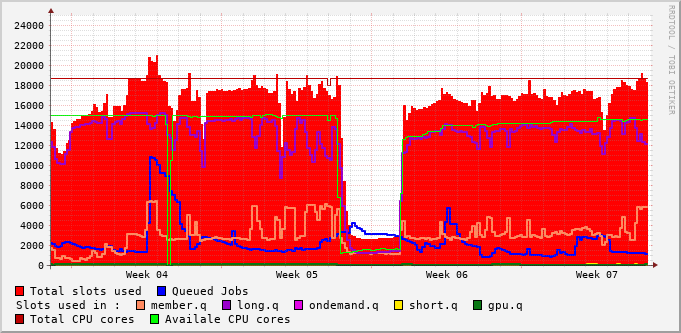 24000
22000
20000
18000
16000
14000
12000
10000
8000
6000
4000
2000
0
Week 04 Week 05 Week 06 Week 07
Total slots used Queued Jobs
Slots used in : member.q long.q ondemand.q short.q gpu.q
Total CPU cores Availale CPU cores
RRDTOOL / TOBI OETIKER